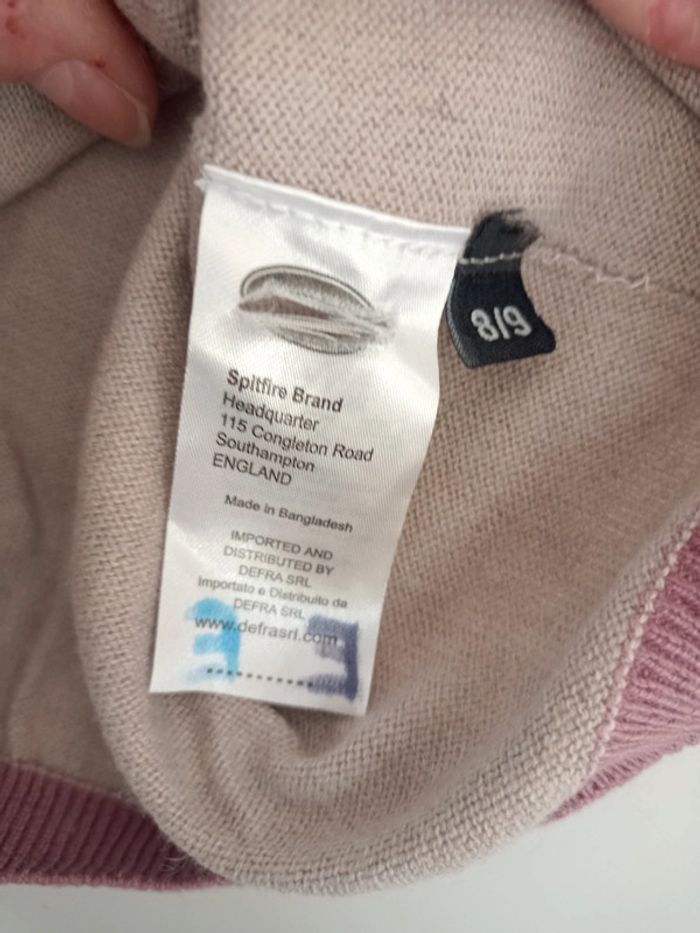 Spitfire Brand
Headquarter
115 Congleton Road
Southampton
ENGLAND
Made in Bangladesh
IMPORTED AND
DISTRIBUTED BY
DEFRA SRL
Importato e Distribuito da
DEFRA SRL
www.defrasrl.com
E E
8/9